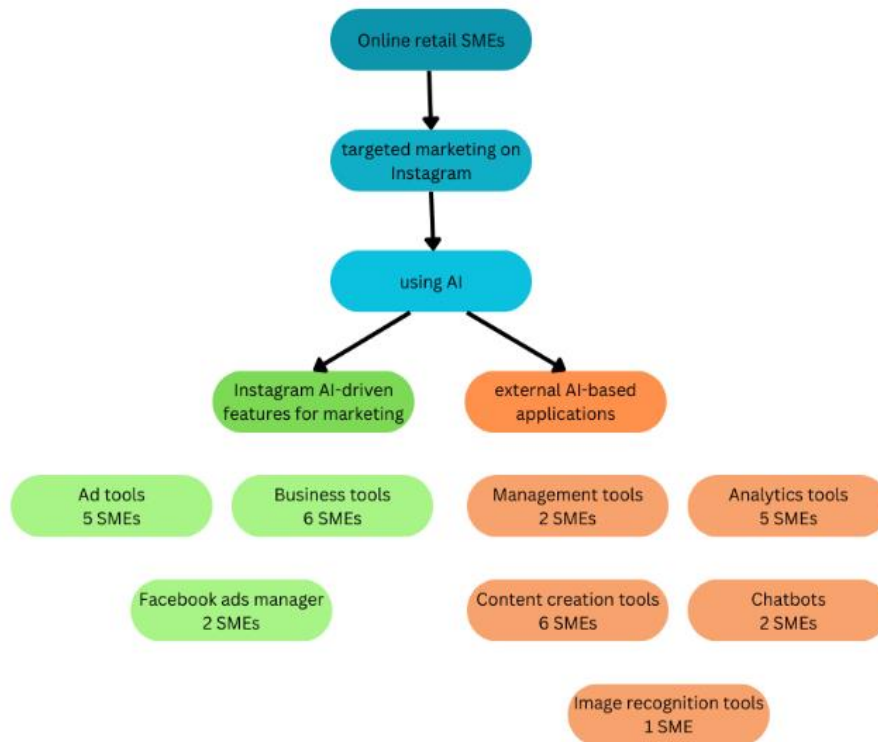 Online retail SMEs
targeted marketing on
Instagram
using AI
Instagram AI-driven
features for marketing
external AI-based
applications
Ad tools
5 SMEs
Business tools
6 SMEs
Management tools
2 SMEs
Analytics tools
5 SMEs
Facebook ads manager
2 SMEs
Content creation tools
6 SMEs
Chatbots
2 SMEs
Image recognition tools
1 SME